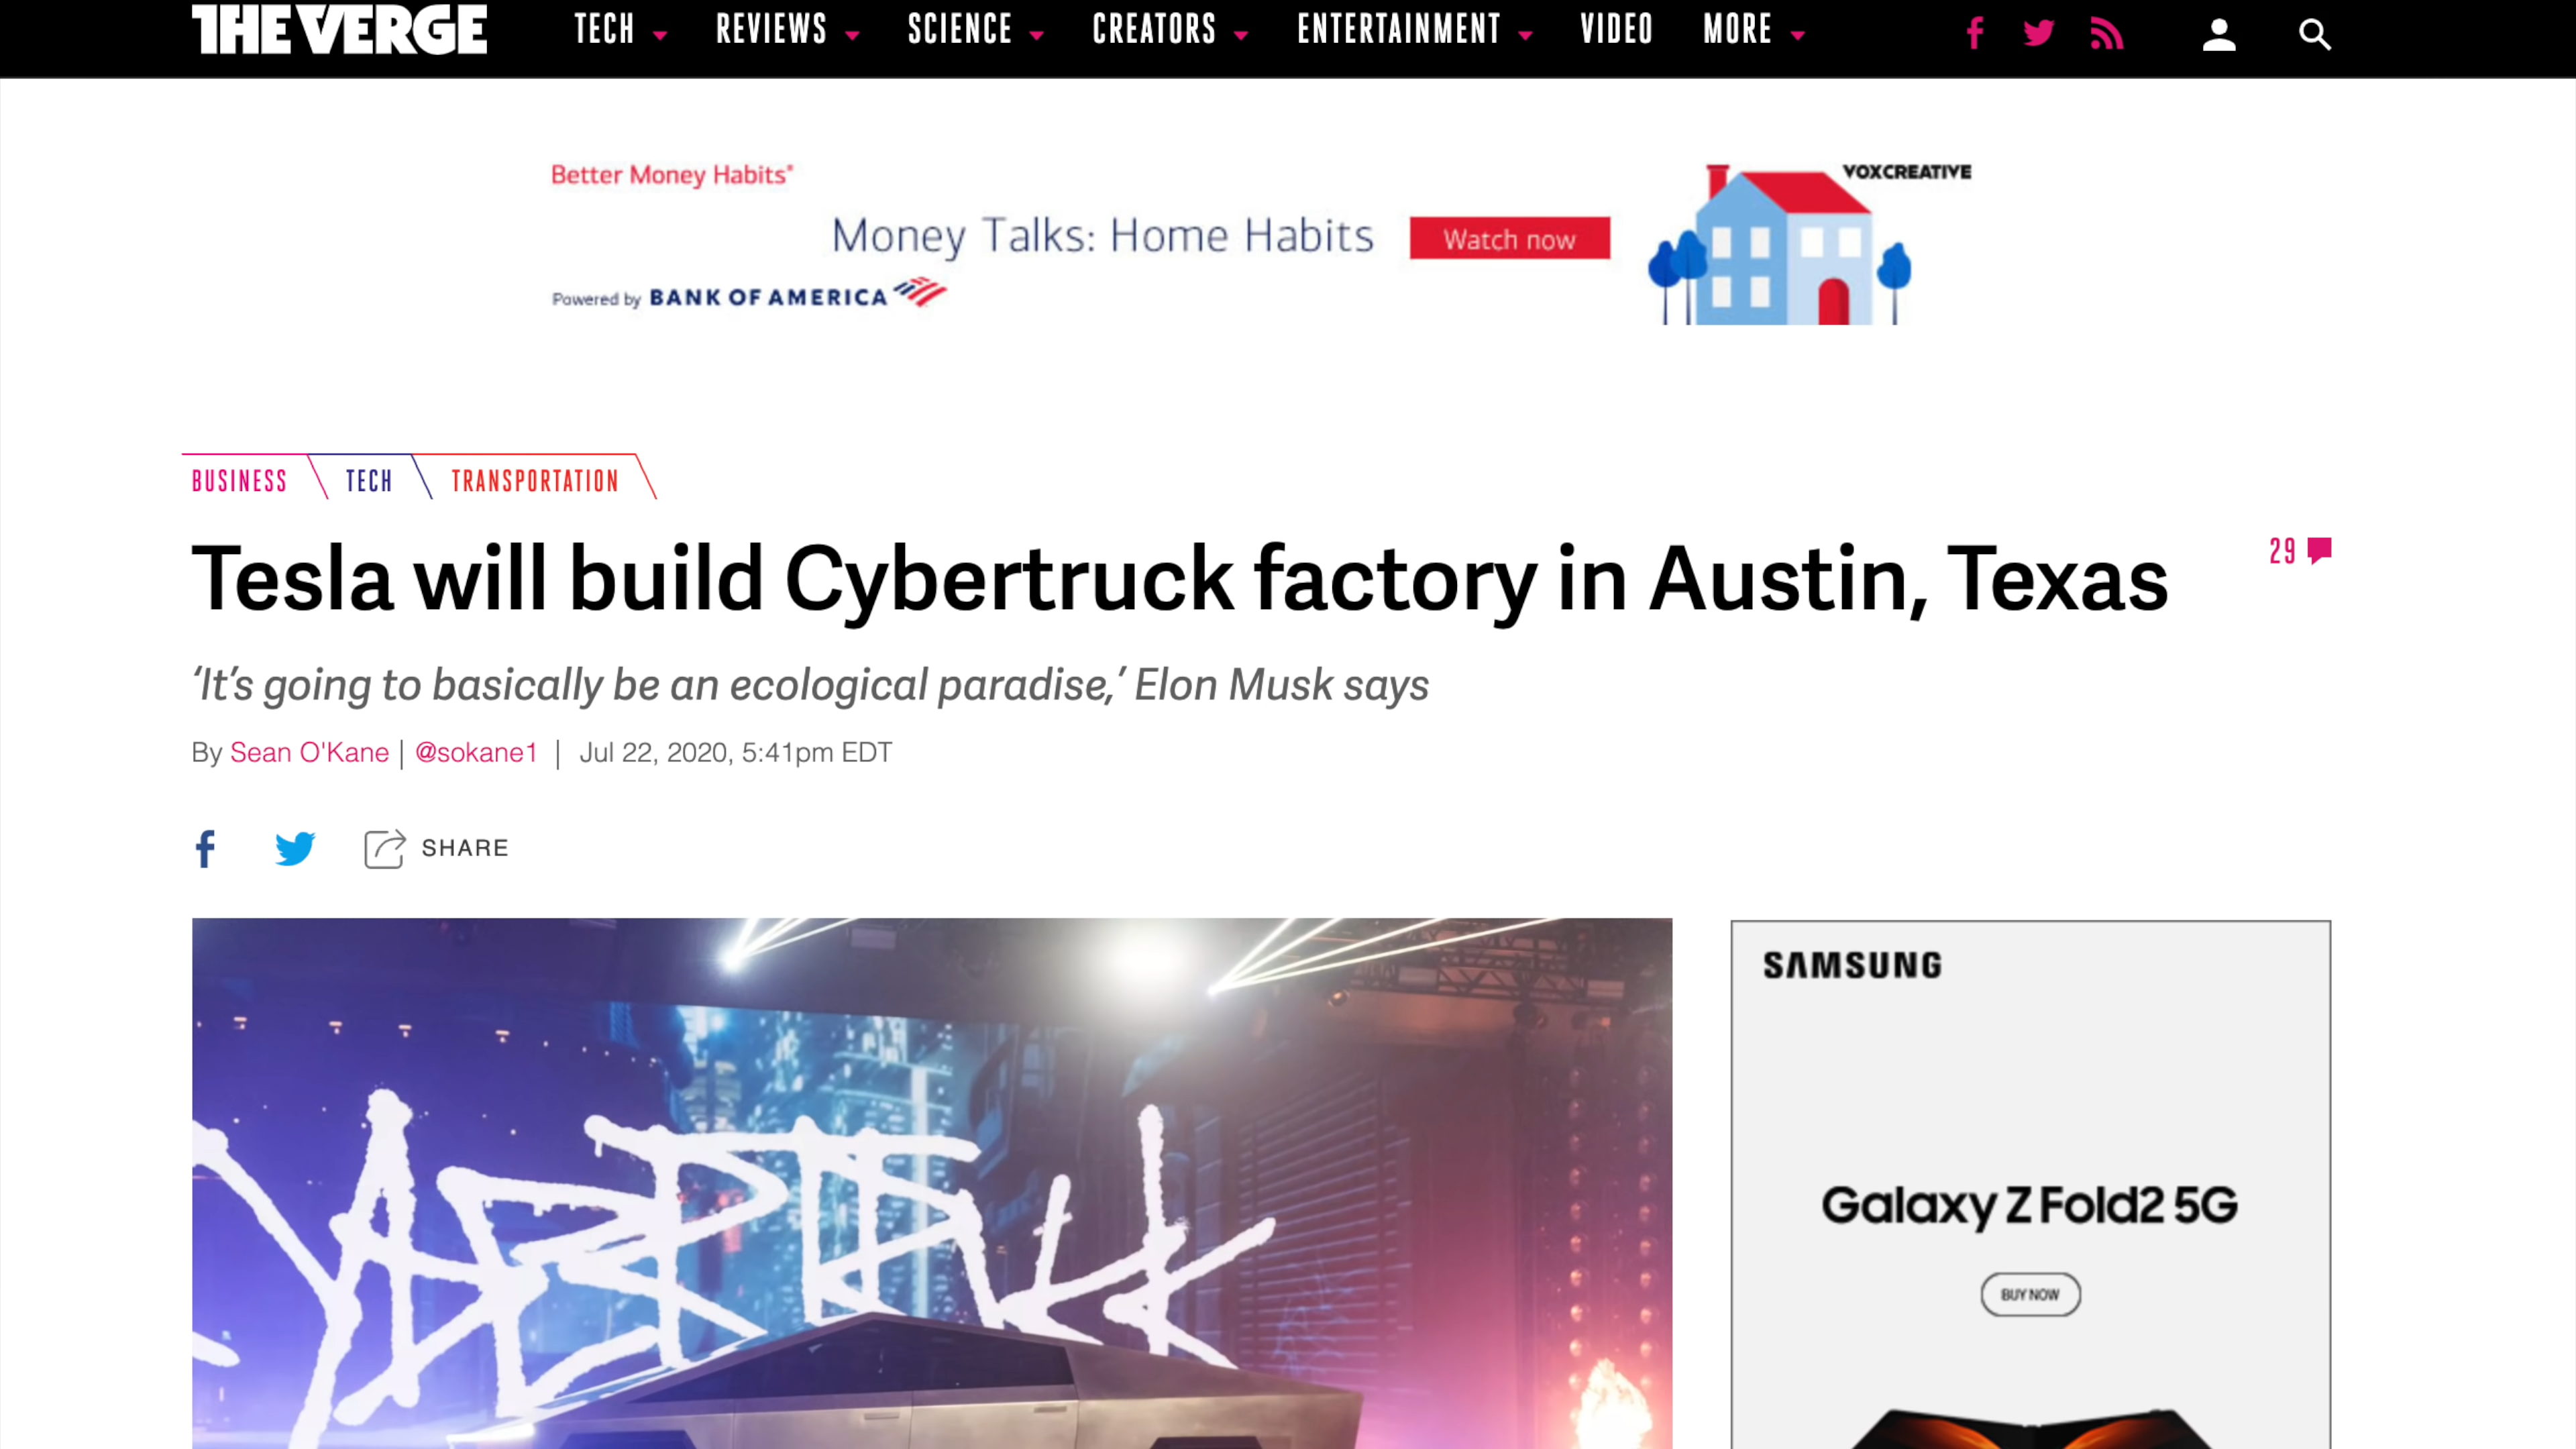 THE VERGE
TECH REVIEWS SCIENCE CREATORS ENTERTAINMENT VIDEO MORE
Better Money Habits®
VOXCREATIVE
Money Talks: Home Habits
Watch now
Powered by BANK OF AMERICA
BUSINESS TECH TRANSPORTATION
Tesla will build Cybertruck factory in Austin, Texas
29
‘It’s going to basically be an ecological paradise,’ Elon Musk says
By Sean O'Kane | @sokane1 | Jul 22, 2020, 5:41pm EDT
SHARE
SAMSUNG
CYBERTRUCK
Galaxy Z Fold2 5G
BUY NOW